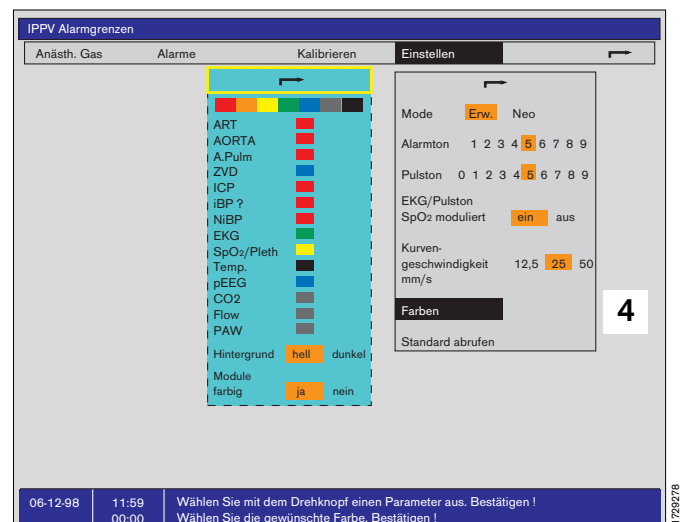 IPPV Alarmgrenzen
Anästh. Gas Alarme Kalibrieren Einstellen
ART
AORTA
A.Pulm
ZVD
ICP
iBP ?
NiBP
EKG
SpO2/Pleth
Temp.
pEEG
CO2
Flow
PAW
Hintergrund hell dunkel
Module
farbig ja nein
Mode Erw. Neo
Alarmton 1 2 3 4 5 6 7 8 9
Pulston 0 1 2 3 4 5 6 7 8 9
EKG/Pulston
SpO2 moduliert ein aus
Kurven-
geschwindigkeit 12,5 25 50
mm/s
Farben
Standard abrufen
4
06-12-98 11:59 Wählen Sie mit dem Drehknopf einen Parameter aus. Bestätigen !
00:00 Wählen Sie die gewünschte Farbe. Bestätigen !
1729278